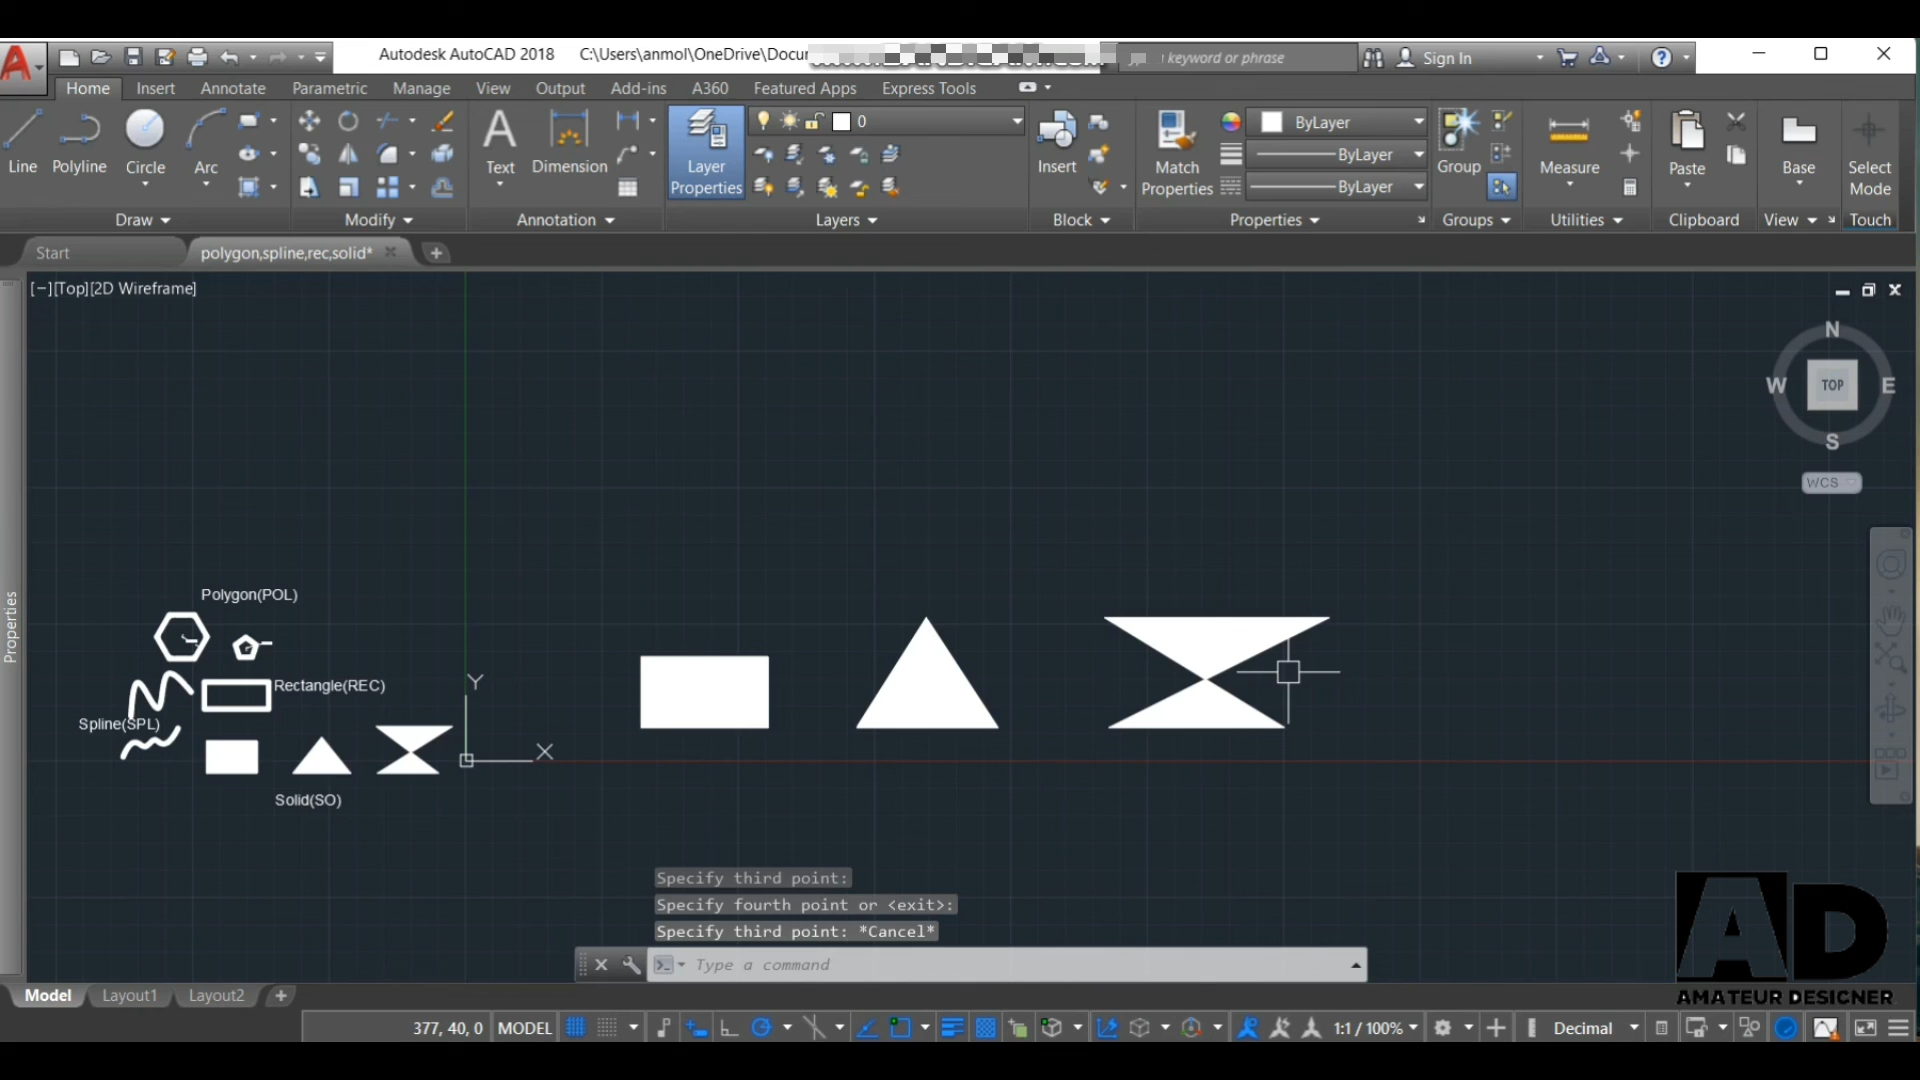 Autodesk AutoCAD 2018 C:\Users\anmol\OneDrive\Docu keyword or phrase Sign In
Home Insert Annotate Parametric Manage View Output Add-ins A360 Featured Apps Express Tools
0 ByLayer
Line Polyline Circle Arc Text Dimension Layer Properties Insert Match Properties ByLayer Group Measure Paste Base Select Mode
ByLayer
Draw Modify Annotation Layers Block Properties Groups Utilities Clipboard View Touch
Start polygon,spline,rec,solid*
[−][Top][2D Wireframe]
N
W TOP E
S
WCS
Properties
Polygon(POL)
Rectangle(REC)
Spline(SPL)
Solid(SO)
Y
X
Specify third point:
Specify fourth point or <exit>:
Specify third point: *Cancel*
Type a command
AD
AMATEUR DESIGNER
Model Layout1 Layout2
377, 40, 0 MODEL 1:1 / 100% Decimal